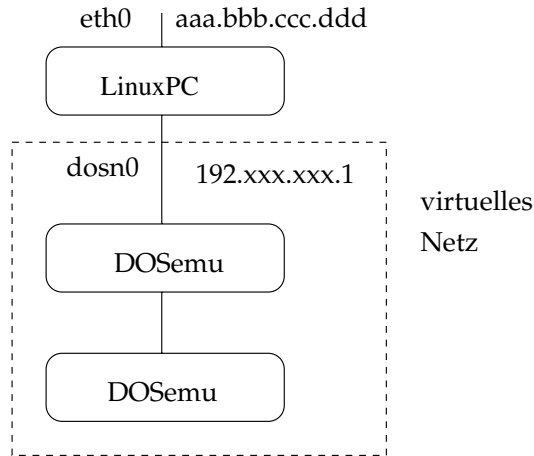 eth0 aaa.bbb.ccc.ddd
LinuxPC
dosn0 192.xxx.xxx.1
virtuelles
Netz
DOSemu
DOSemu